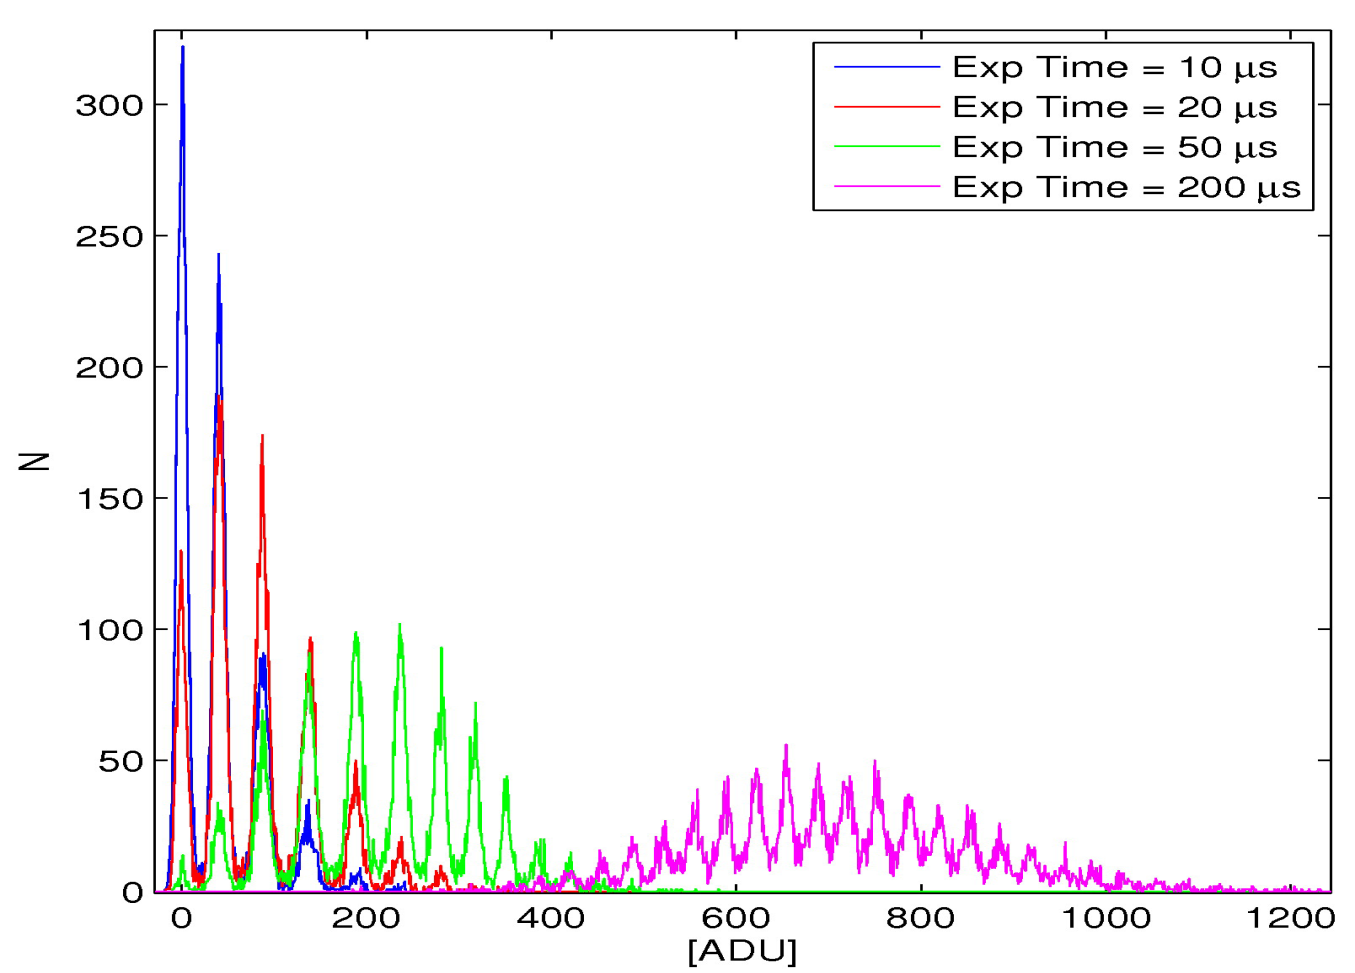 Exp Time = 10 μs
Exp Time = 20 μs
Exp Time = 50 μs
Exp Time = 200 μs
300
250
200
150
100
50
0
N
0 200 400 600 800 1000 1200
[ADU]